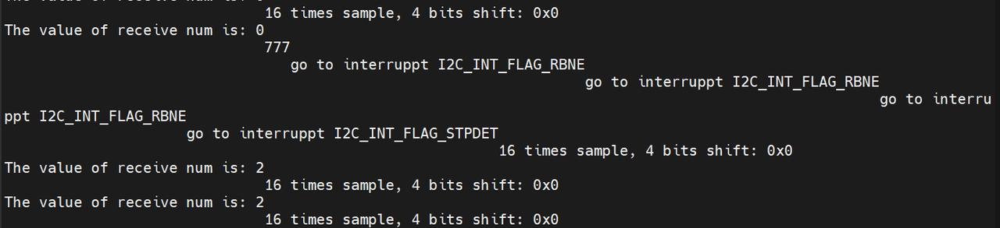 The value of receive num is: 0
16 times sample, 4 bits shift: 0x0
The value of receive num is: 0
777
go to interruppt I2C_INT_FLAG_RBNE
go to interruppt I2C_INT_FLAG_RBNE
go to interru
ppt I2C_INT_FLAG_RBNE
go to interruppt I2C_INT_FLAG_STPDET
16 times sample, 4 bits shift: 0x0
The value of receive num is: 2
16 times sample, 4 bits shift: 0x0
The value of receive num is: 2
16 times sample, 4 bits shift: 0x0